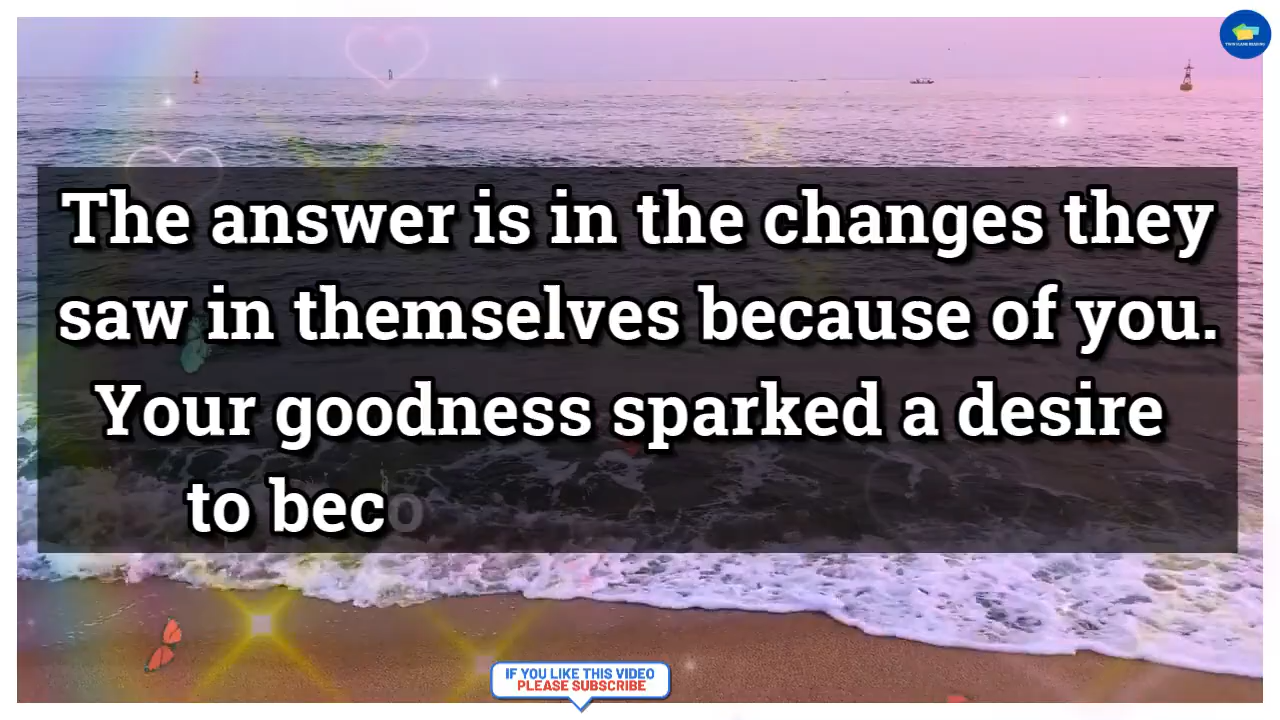 The answer is in the changes they
saw in themselves because of you.
Your goodness sparked a desire
to beco
IF YOU LIKE THIS VIDEO
PLEASE SUBSCRIBE